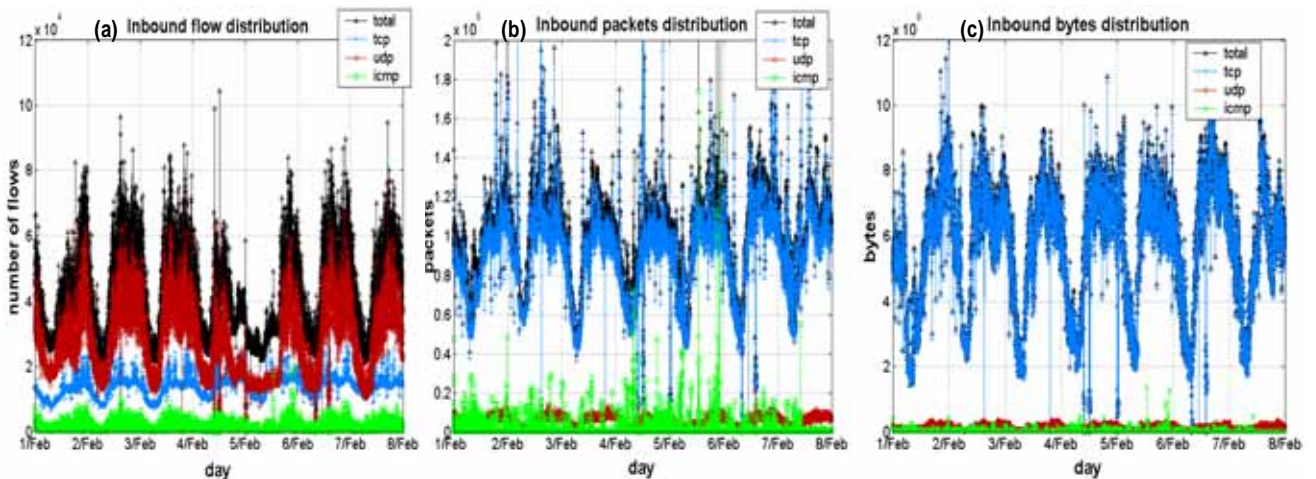 (a) Inbound flow distribution
12 x 10
10
8
6
4
2
0
number of flows
total
tcp
udp
icmp
1/Feb 2/Feb 3/Feb 4/Feb 5/Feb 6/Feb 7/Feb 8/Feb
day
(b) Inbound packets distribution
2 x 10
1.8
1.6
1.4
1.2
1
0.8
0.6
0.4
0.2
0
packets
total
tcp
udp
icmp
1/Feb 2/Feb 3/Feb 4/Feb 5/Feb 6/Feb 7/Feb 8/Feb
day
(c) Inbound bytes distribution
12 x 10
10
8
6
4
2
0
bytes
total
tcp
udp
icmp
1/Feb 2/Feb 3/Feb 4/Feb 5/Feb 6/Feb 7/Feb 8/Feb
day